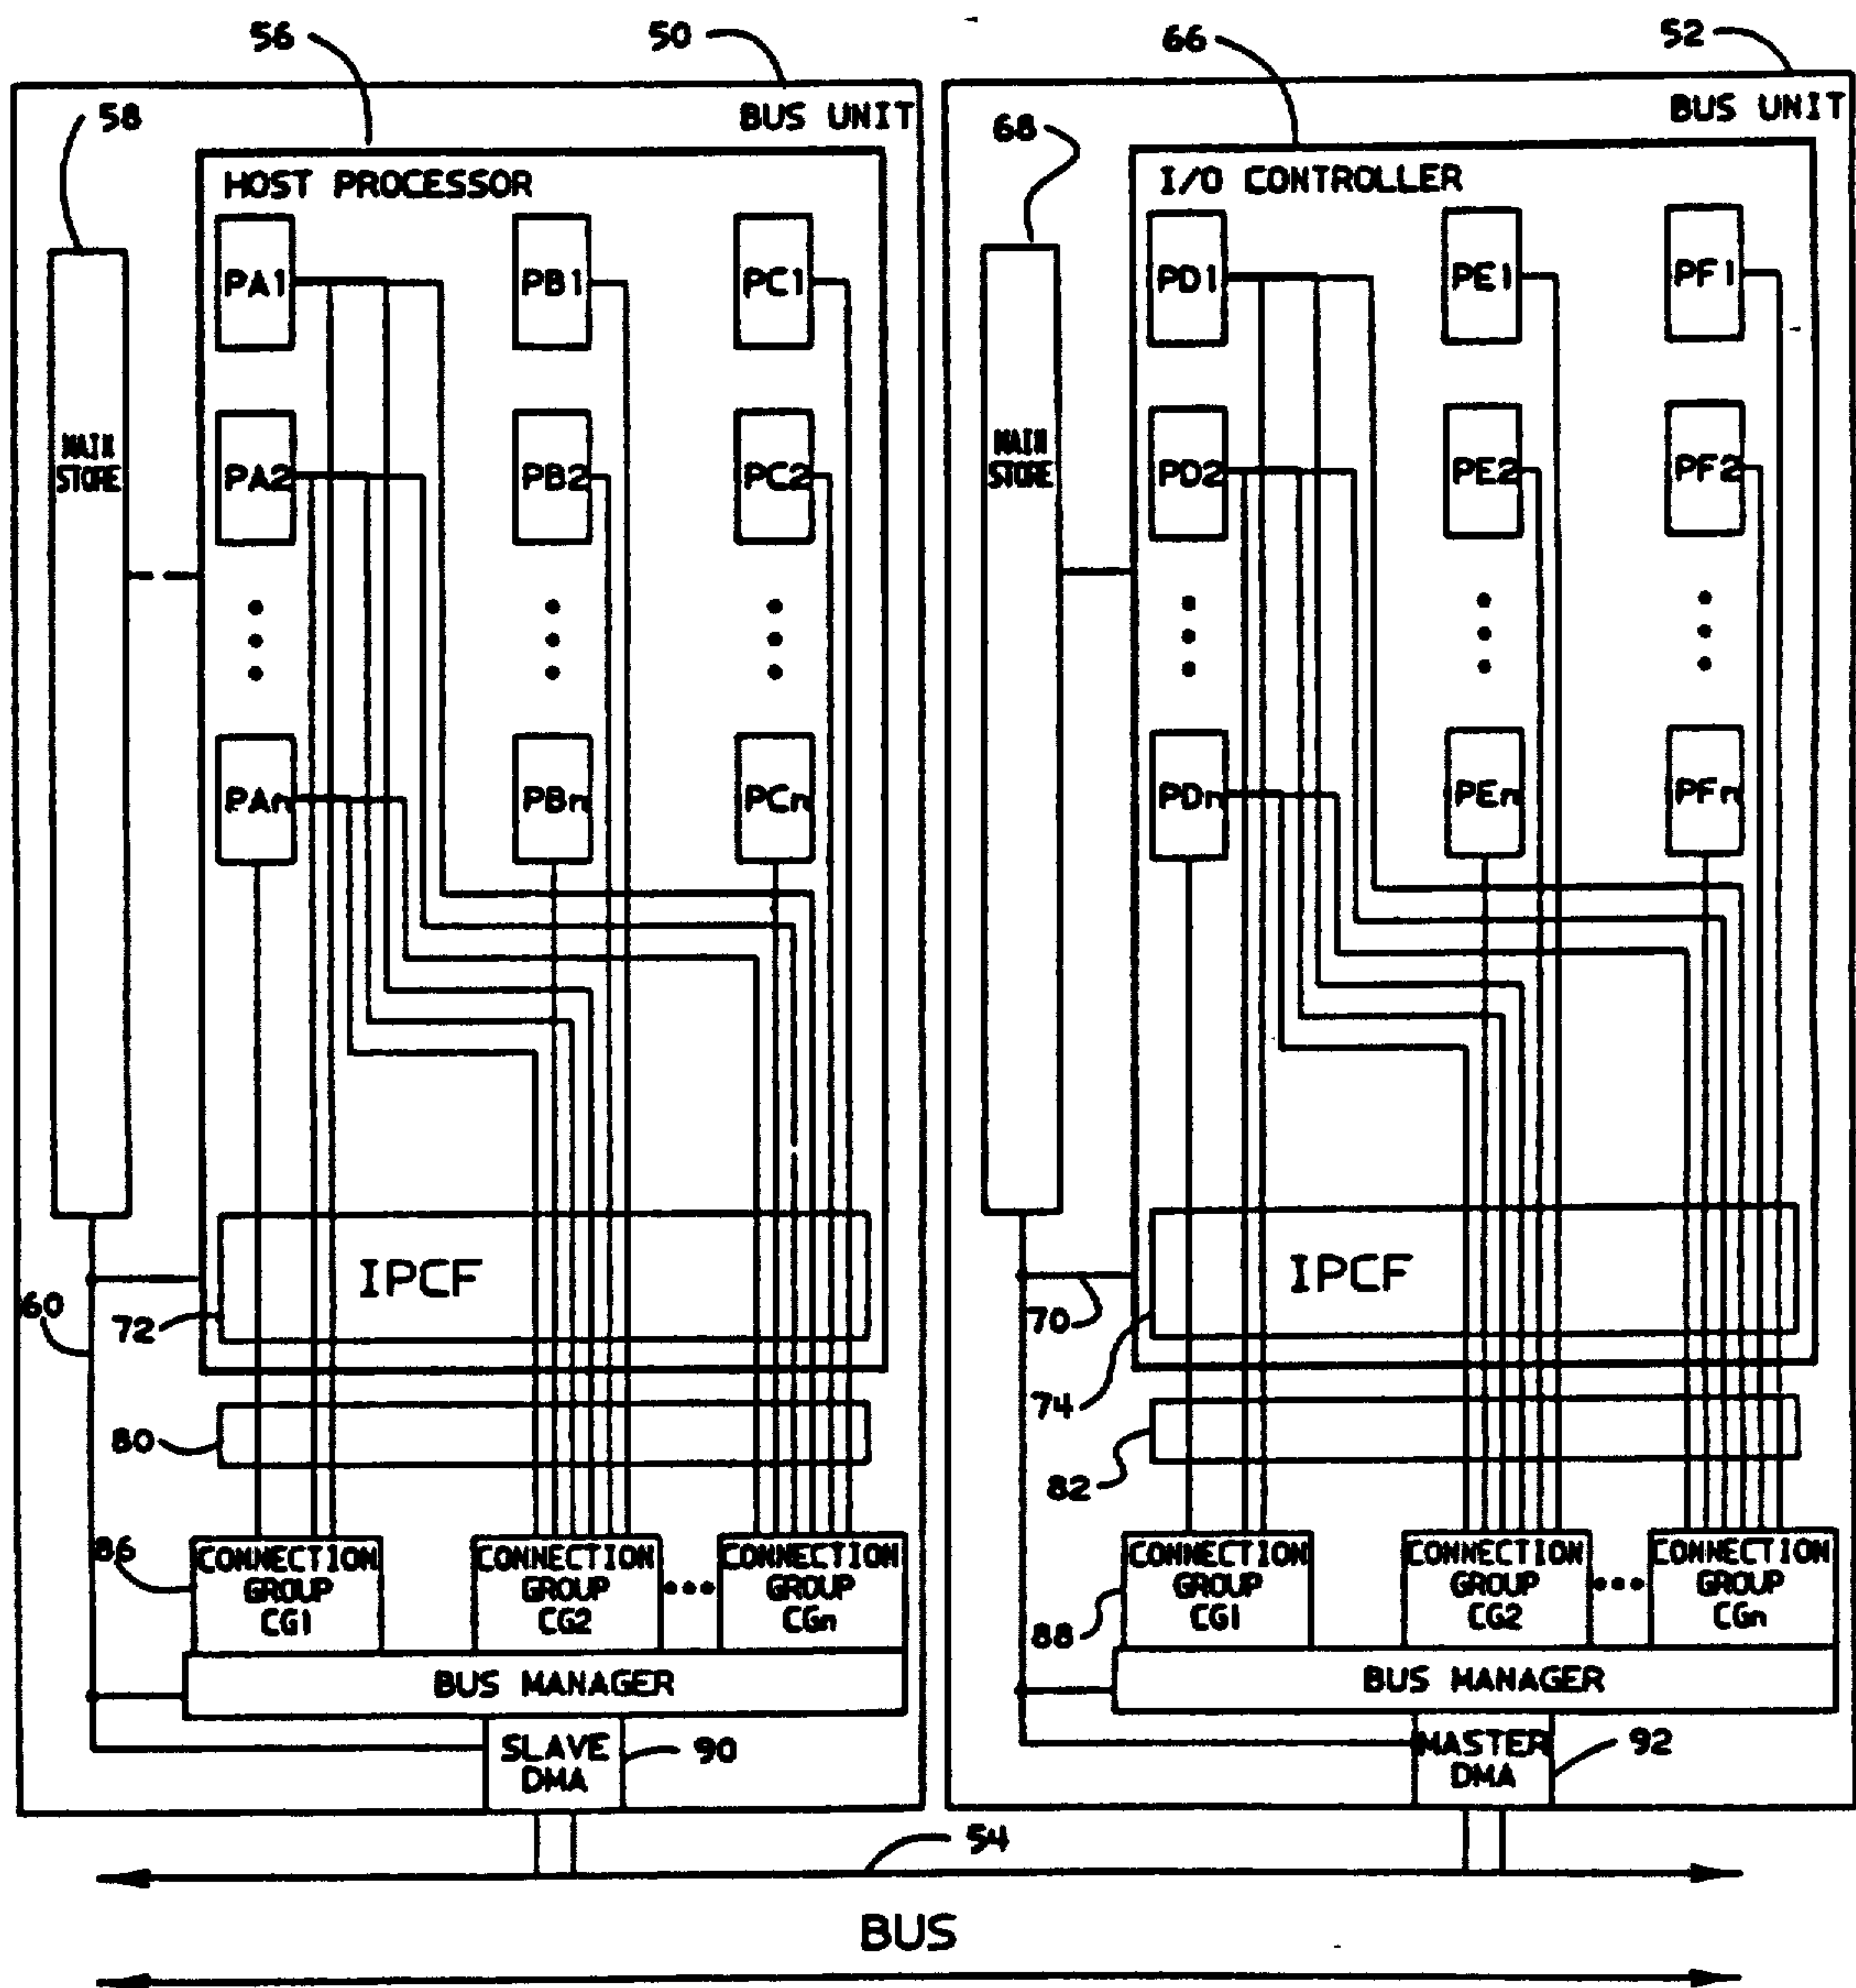 56
50
66
52
BUS UNIT
BUS UNIT
58
68
HOST PROCESSOR
I/O CONTROLLER
PA1
PB1
PC1
PD1
PE1
PF1
MAIN
STORE
PA2
PB2
PC2
MAIN
STORE
PD2
PE2
PF2
PAn
PBn
PCn
PDn
PEn
PFn
IPCF
IPCF
60
72
70
74
80
82
86
CONNECTION
GROUP
CG1
CONNECTION
GROUP
CG2
CONNECTION
GROUP
CGn
88
CONNECTION
GROUP
CG1
CONNECTION
GROUP
CG2
CONNECTION
GROUP
CGn
BUS MANAGER
BUS MANAGER
SLAVE
DMA
90
MASTER
DMA
92
54
BUS